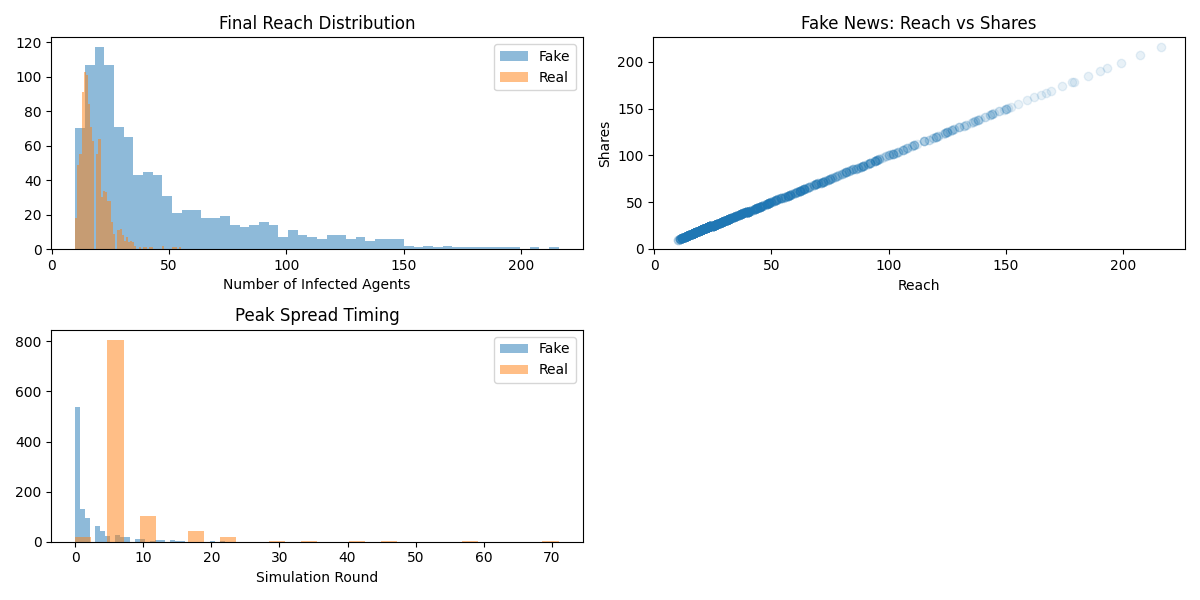 Final Reach Distribution
120
100
80
60
40
20
0
Fake
Real
0 50 100 150 200
Number of Infected Agents
Fake News: Reach vs Shares
Shares
200
150
100
50
0
0 50 100 150 200
Reach
Peak Spread Timing
800
600
400
200
0
Fake
Real
0 10 20 30 40 50 60 70
Simulation Round